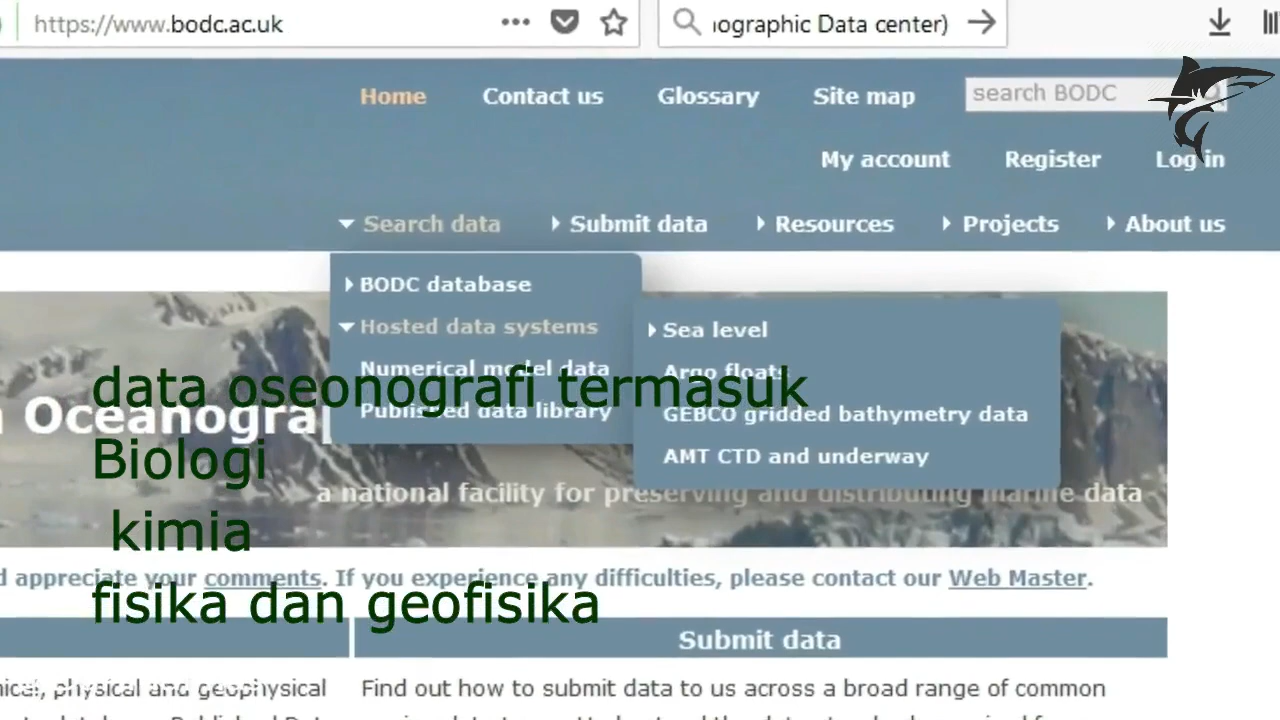 https://www.bodc.ac.uk
ographic Data center)
Home Contact us Glossary Site map search BODC
My account Register Log in
Search data Submit data Resources Projects About us
BODC database
Hosted data systems
Numerical model data
Published data library
Sea level
Argo floats
GEBCO gridded bathymetry data
AMT CTD and underway
data oseonografi termasuk
Biologi
kimia
fisika dan geofisika
Oceanogra
a national facility for preserving and distributing marine data
appreciate your comments. If you experience any difficulties, please contact our Web Master.
Submit data
ical, physical and geophysical
Find out how to submit data to us across a broad range of common